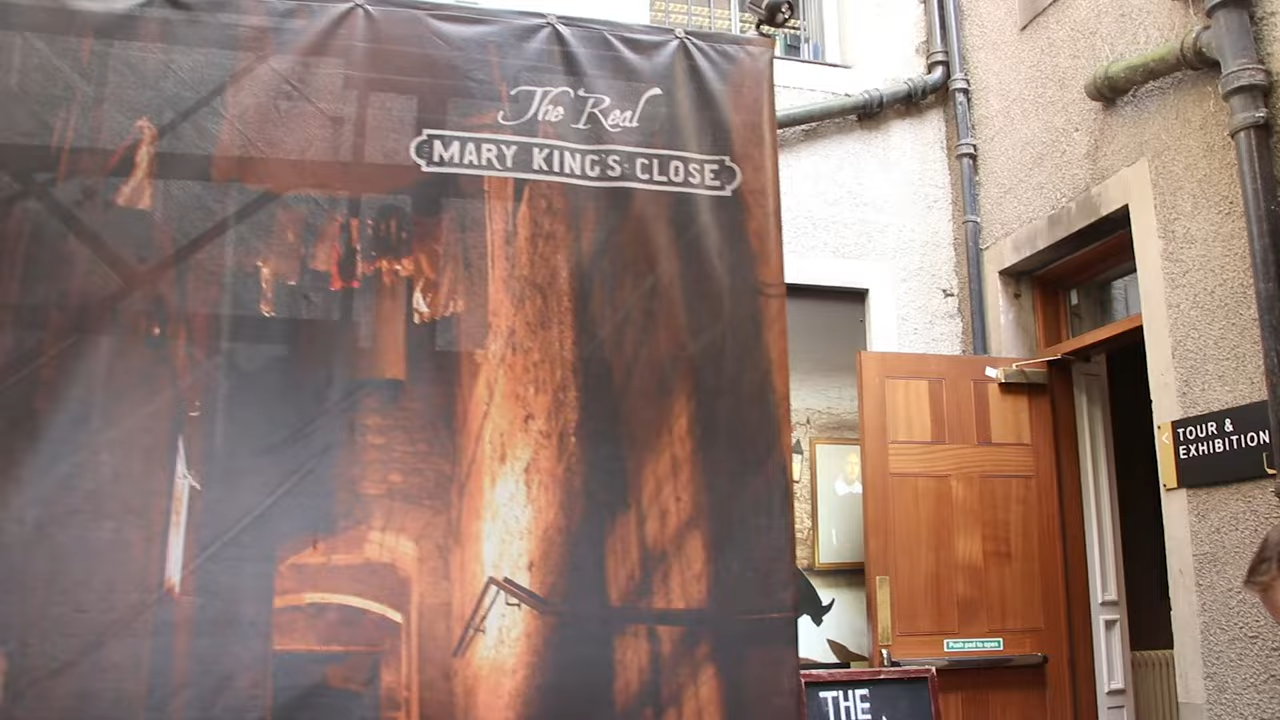 The Real
MARY KING'S CLOSE
TOUR &
EXHIBITION
Push pad to open
THE